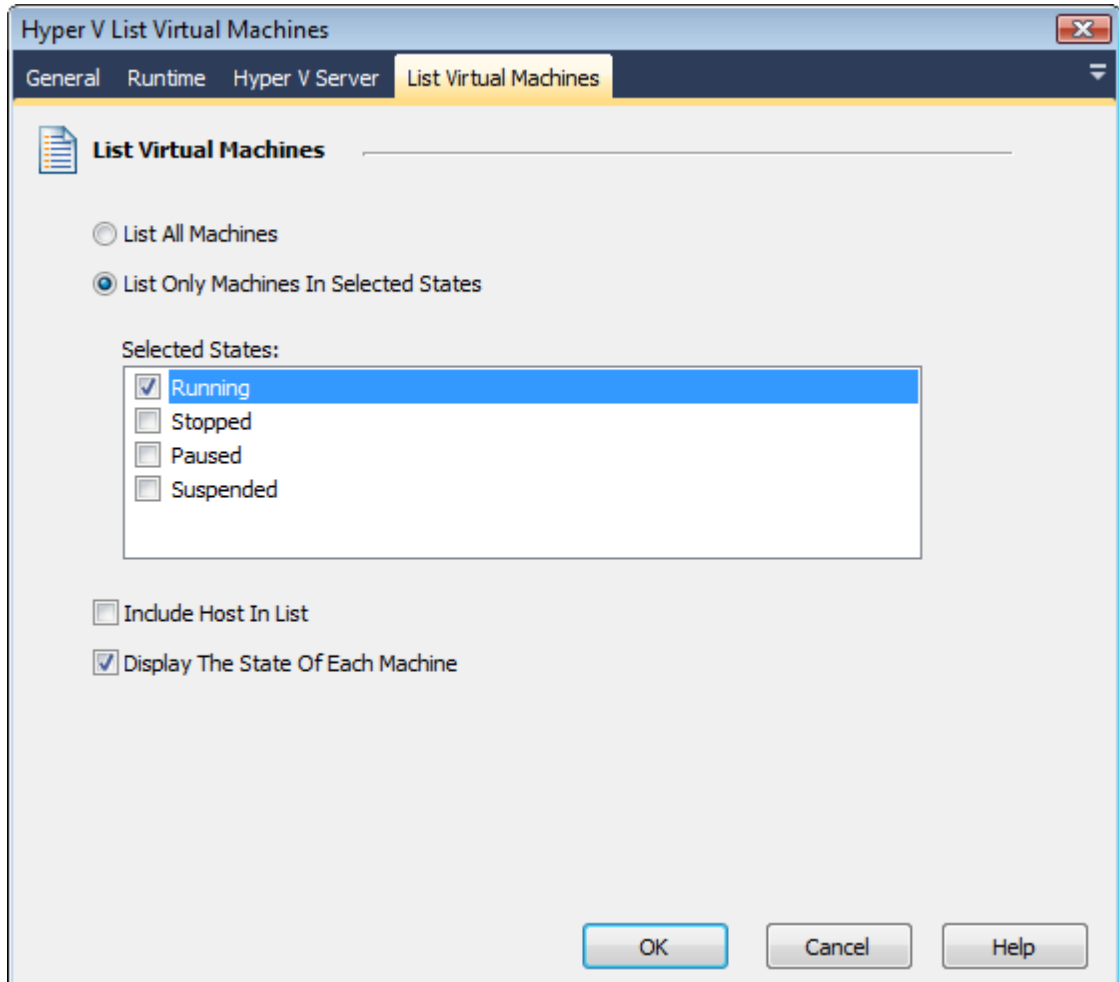 Hyper V List Virtual Machines
General Runtime Hyper V Server List Virtual Machines
List Virtual Machines
List All Machines
List Only Machines In Selected States
Selected States:
Running
Stopped
Paused
Suspended
Include Host In List
Display The State Of Each Machine
OK Cancel Help